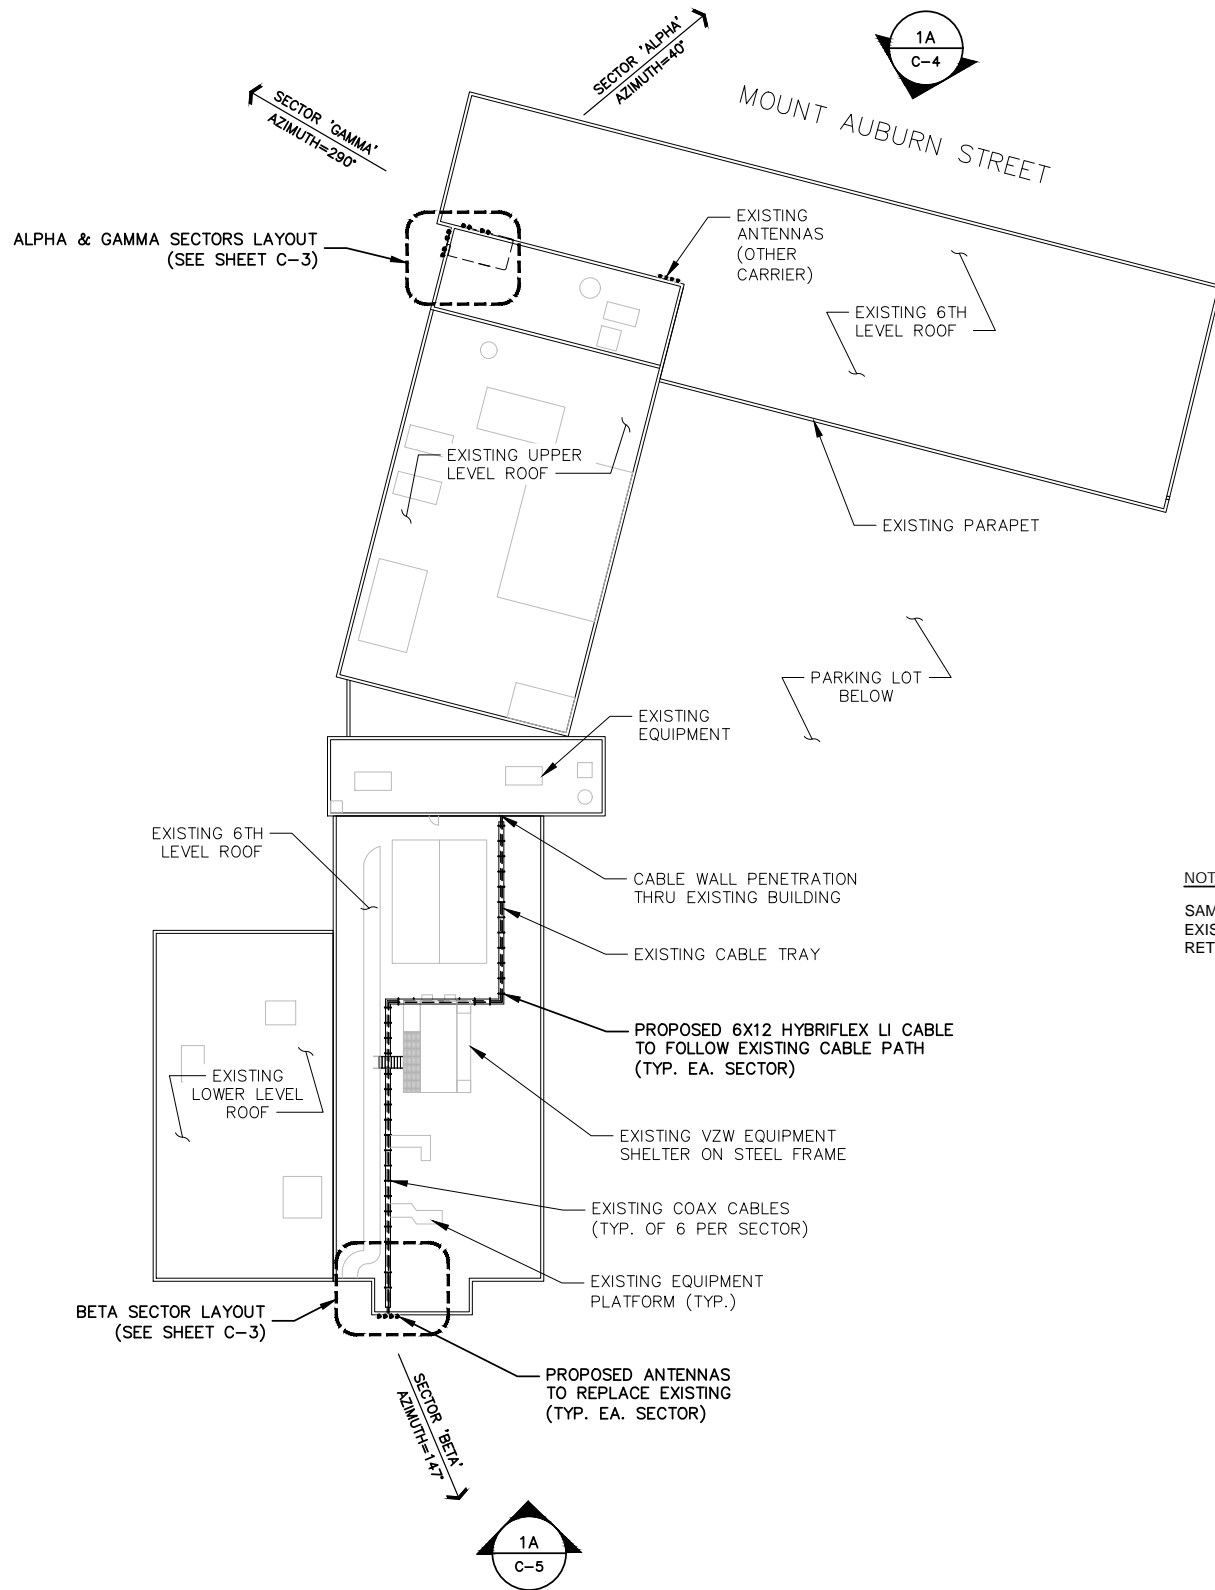 SECTOR 'ALPHA'
AZIMUTH=40°
1A
C-4
SECTOR 'GAMMA'
AZIMUTH=290°
MOUNT AUBURN STREET
ALPHA & GAMMA SECTORS LAYOUT
(SEE SHEET C-3)
EXISTING
ANTENNAS
(OTHER
CARRIER)
EXISTING 6TH
LEVEL ROOF
EXISTING UPPER
LEVEL ROOF
EXISTING PARAPET
PARKING LOT
BELOW
EXISTING
EQUIPMENT
EXISTING 6TH
LEVEL ROOF
CABLE WALL PENETRATION
THRU EXISTING BUILDING
NOT
SAM
EXIS
RET
EXISTING CABLE TRAY
PROPOSED 6X12 HYBRIFLEX LI CABLE
TO FOLLOW EXISTING CABLE PATH
(TYP. EA. SECTOR)
EXISTING
LOWER LEVEL
ROOF
EXISTING VZW EQUIPMENT
SHELTER ON STEEL FRAME
EXISTING COAX CABLES
(TYP. OF 6 PER SECTOR)
EXISTING EQUIPMENT
PLATFORM (TYP.)
BETA SECTOR LAYOUT
(SEE SHEET C-3)
PROPOSED ANTENNAS
TO REPLACE EXISTING
(TYP. EA. SECTOR)
SECTOR 'BETA'
AZIMUTH=147°
1A
C-5